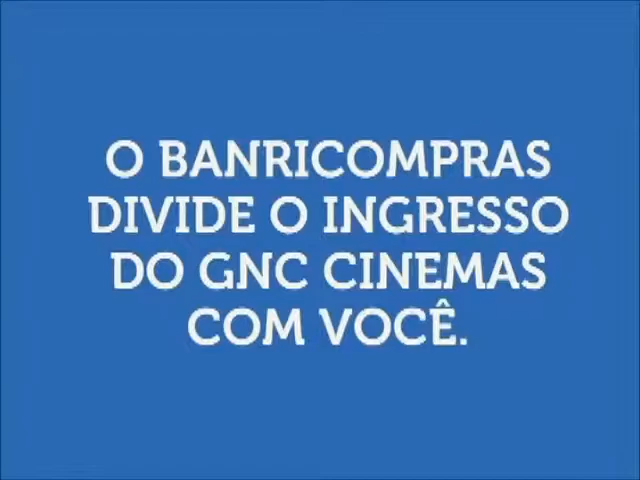 O BANRICOMPRAS
DIVIDE O INGRESSO
DO GNC CINEMAS
COM VOCÊ.